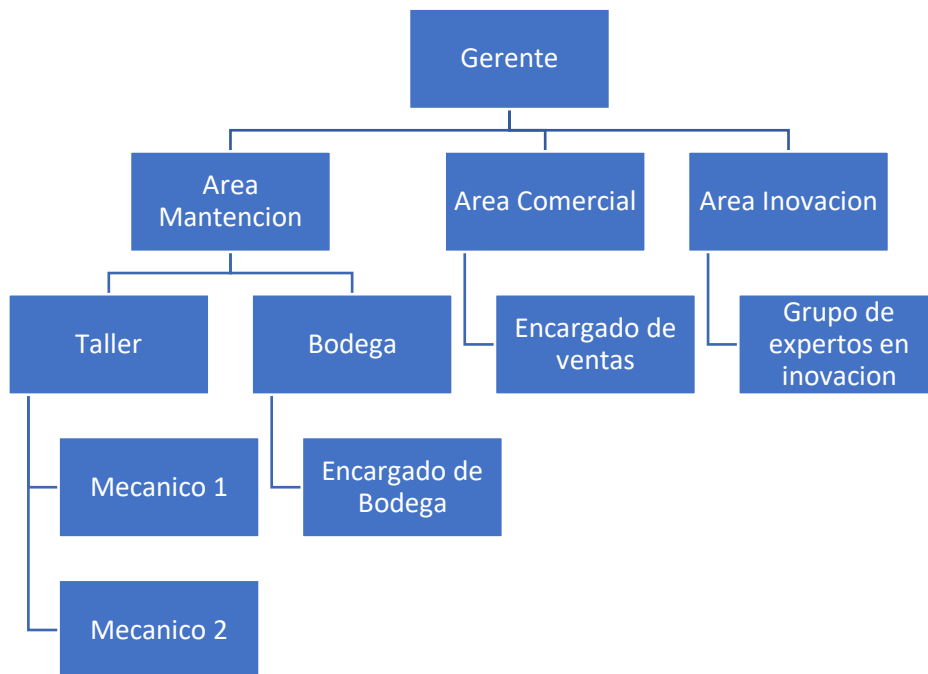 Gerente
Area
Mantencion
Area Comercial
Area Inovacion
Taller
Bodega
Encargado de
ventas
Grupo de
expertos en
inovacion
Mecanico 1
Encargado de
Bodega
Mecanico 2